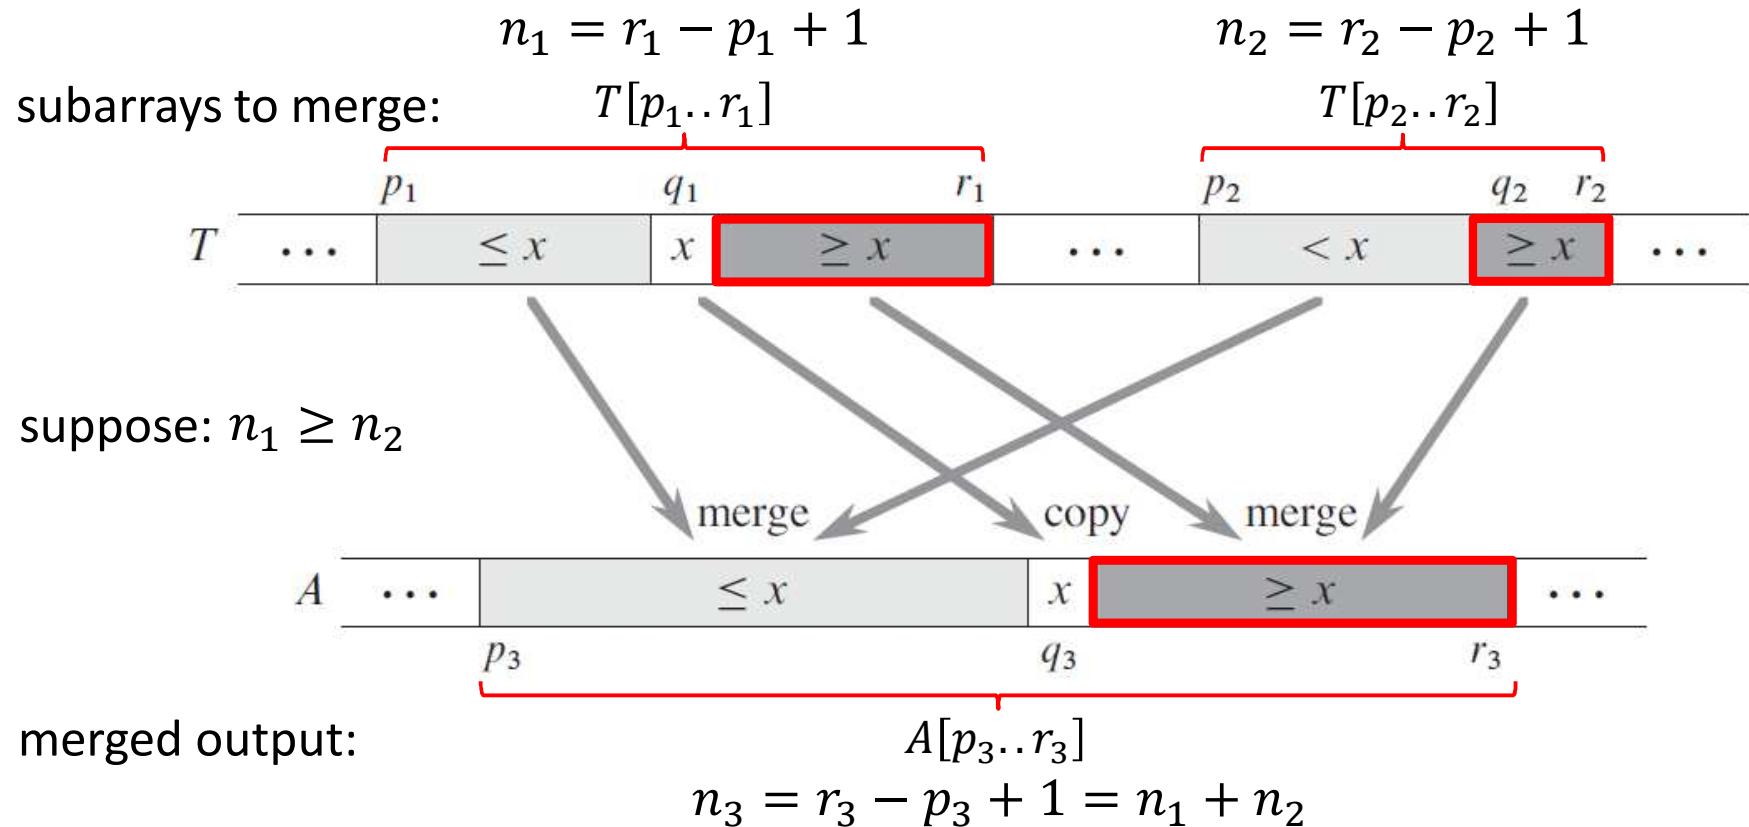 n₁ = r₁ − p₁ + 1 n₂ = r₂ − p₂ + 1
subarrays to merge: T[p₁..r₁] T[p₂..r₂]
p₁ q₁ r₁ p₂ q₂ r₂
T ··· ≤ x x ≥ x ··· < x ≥ x ···
suppose: n₁ ≥ n₂
merge copy merge
A ··· ≤ x x ≥ x ···
p₃ q₃ r₃
merged output: A[p₃..r₃]
n₃ = r₃ − p₃ + 1 = n₁ + n₂